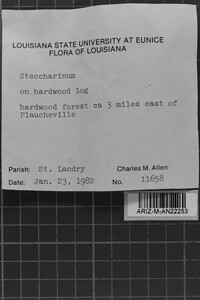 LOUISIANA STATE UNIVERSITY AT EUNICE
FLORA OF LOUISIANA
Steccharinum
on hardwood log
hardwood forest ca 3 miles east of
Plaucheville
Parish: St. Landry
Charles M. Allen
Date: Jan. 23, 1982
No. 11658
ARIZ-M-AN22253